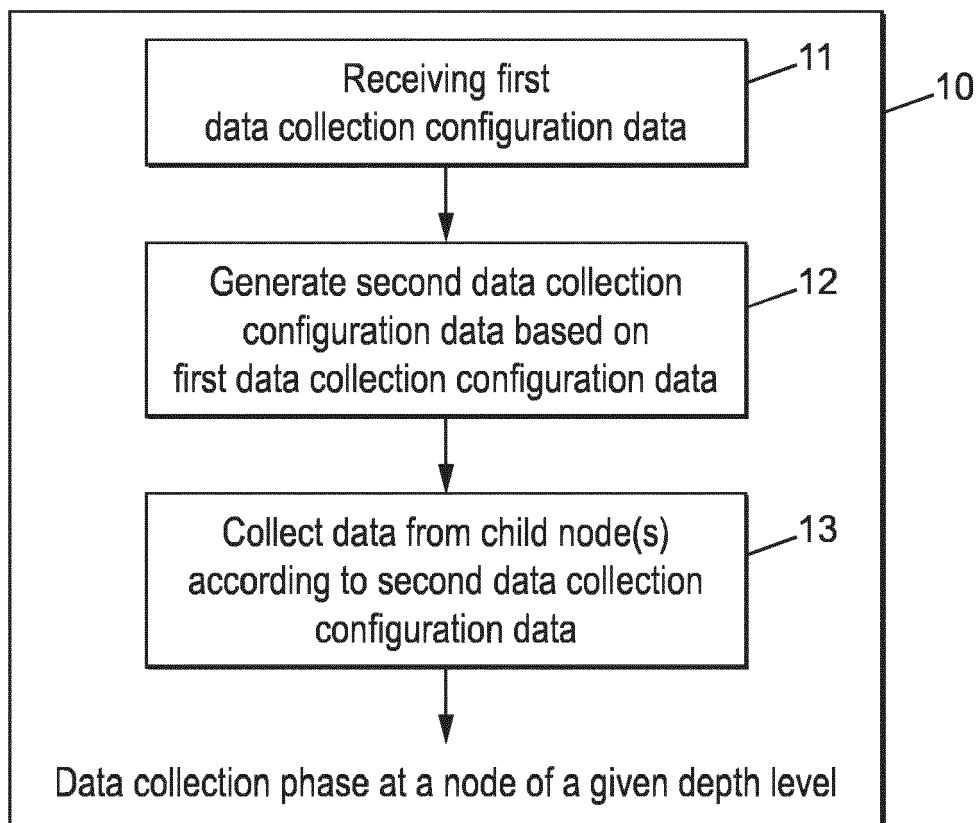 Receiving first
data collection configuration data
11
10
Generate second data collection
configuration data based on
first data collection configuration data
12
Collect data from child node(s)
according to second data collection
configuration data
13
Data collection phase at a node of a given depth level